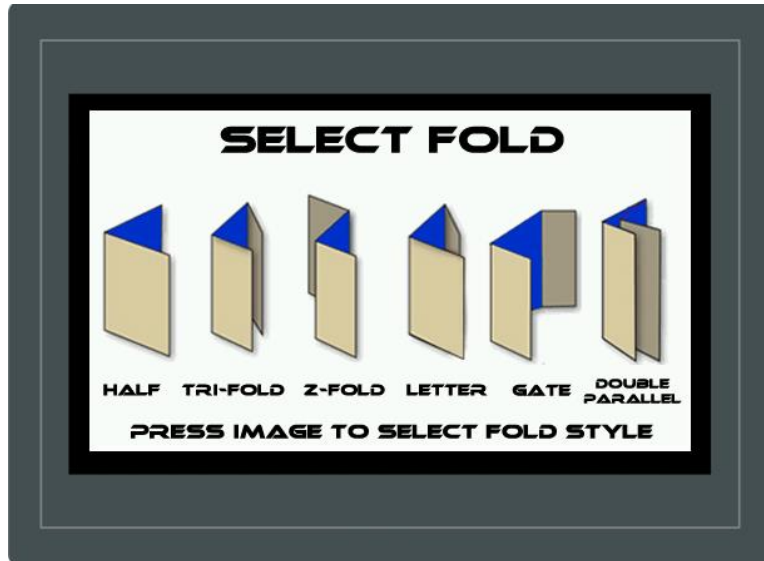 SELECT FOLD
HALF TRI-FOLD Z-FOLD LETTER GATE DOUBLE PARALLEL
PRESS IMAGE TO SELECT FOLD STYLE